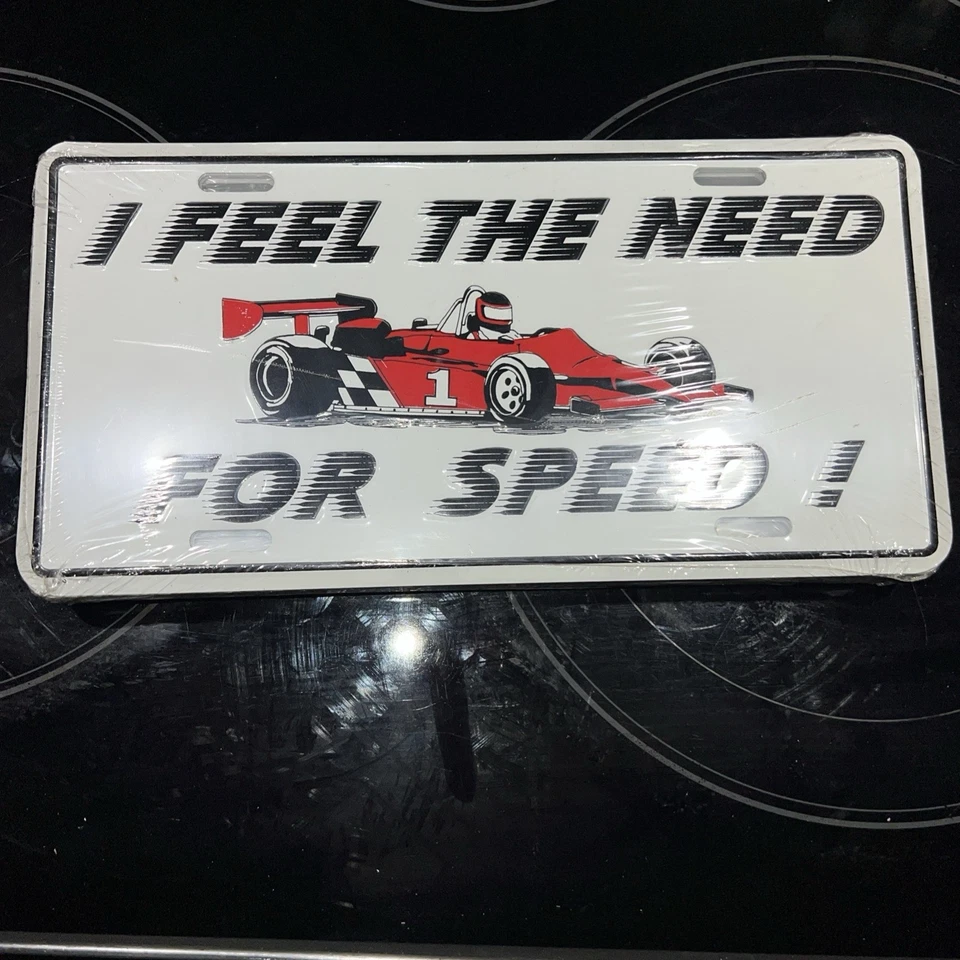 I FEEL THE NEED
1
FOR SPEED !